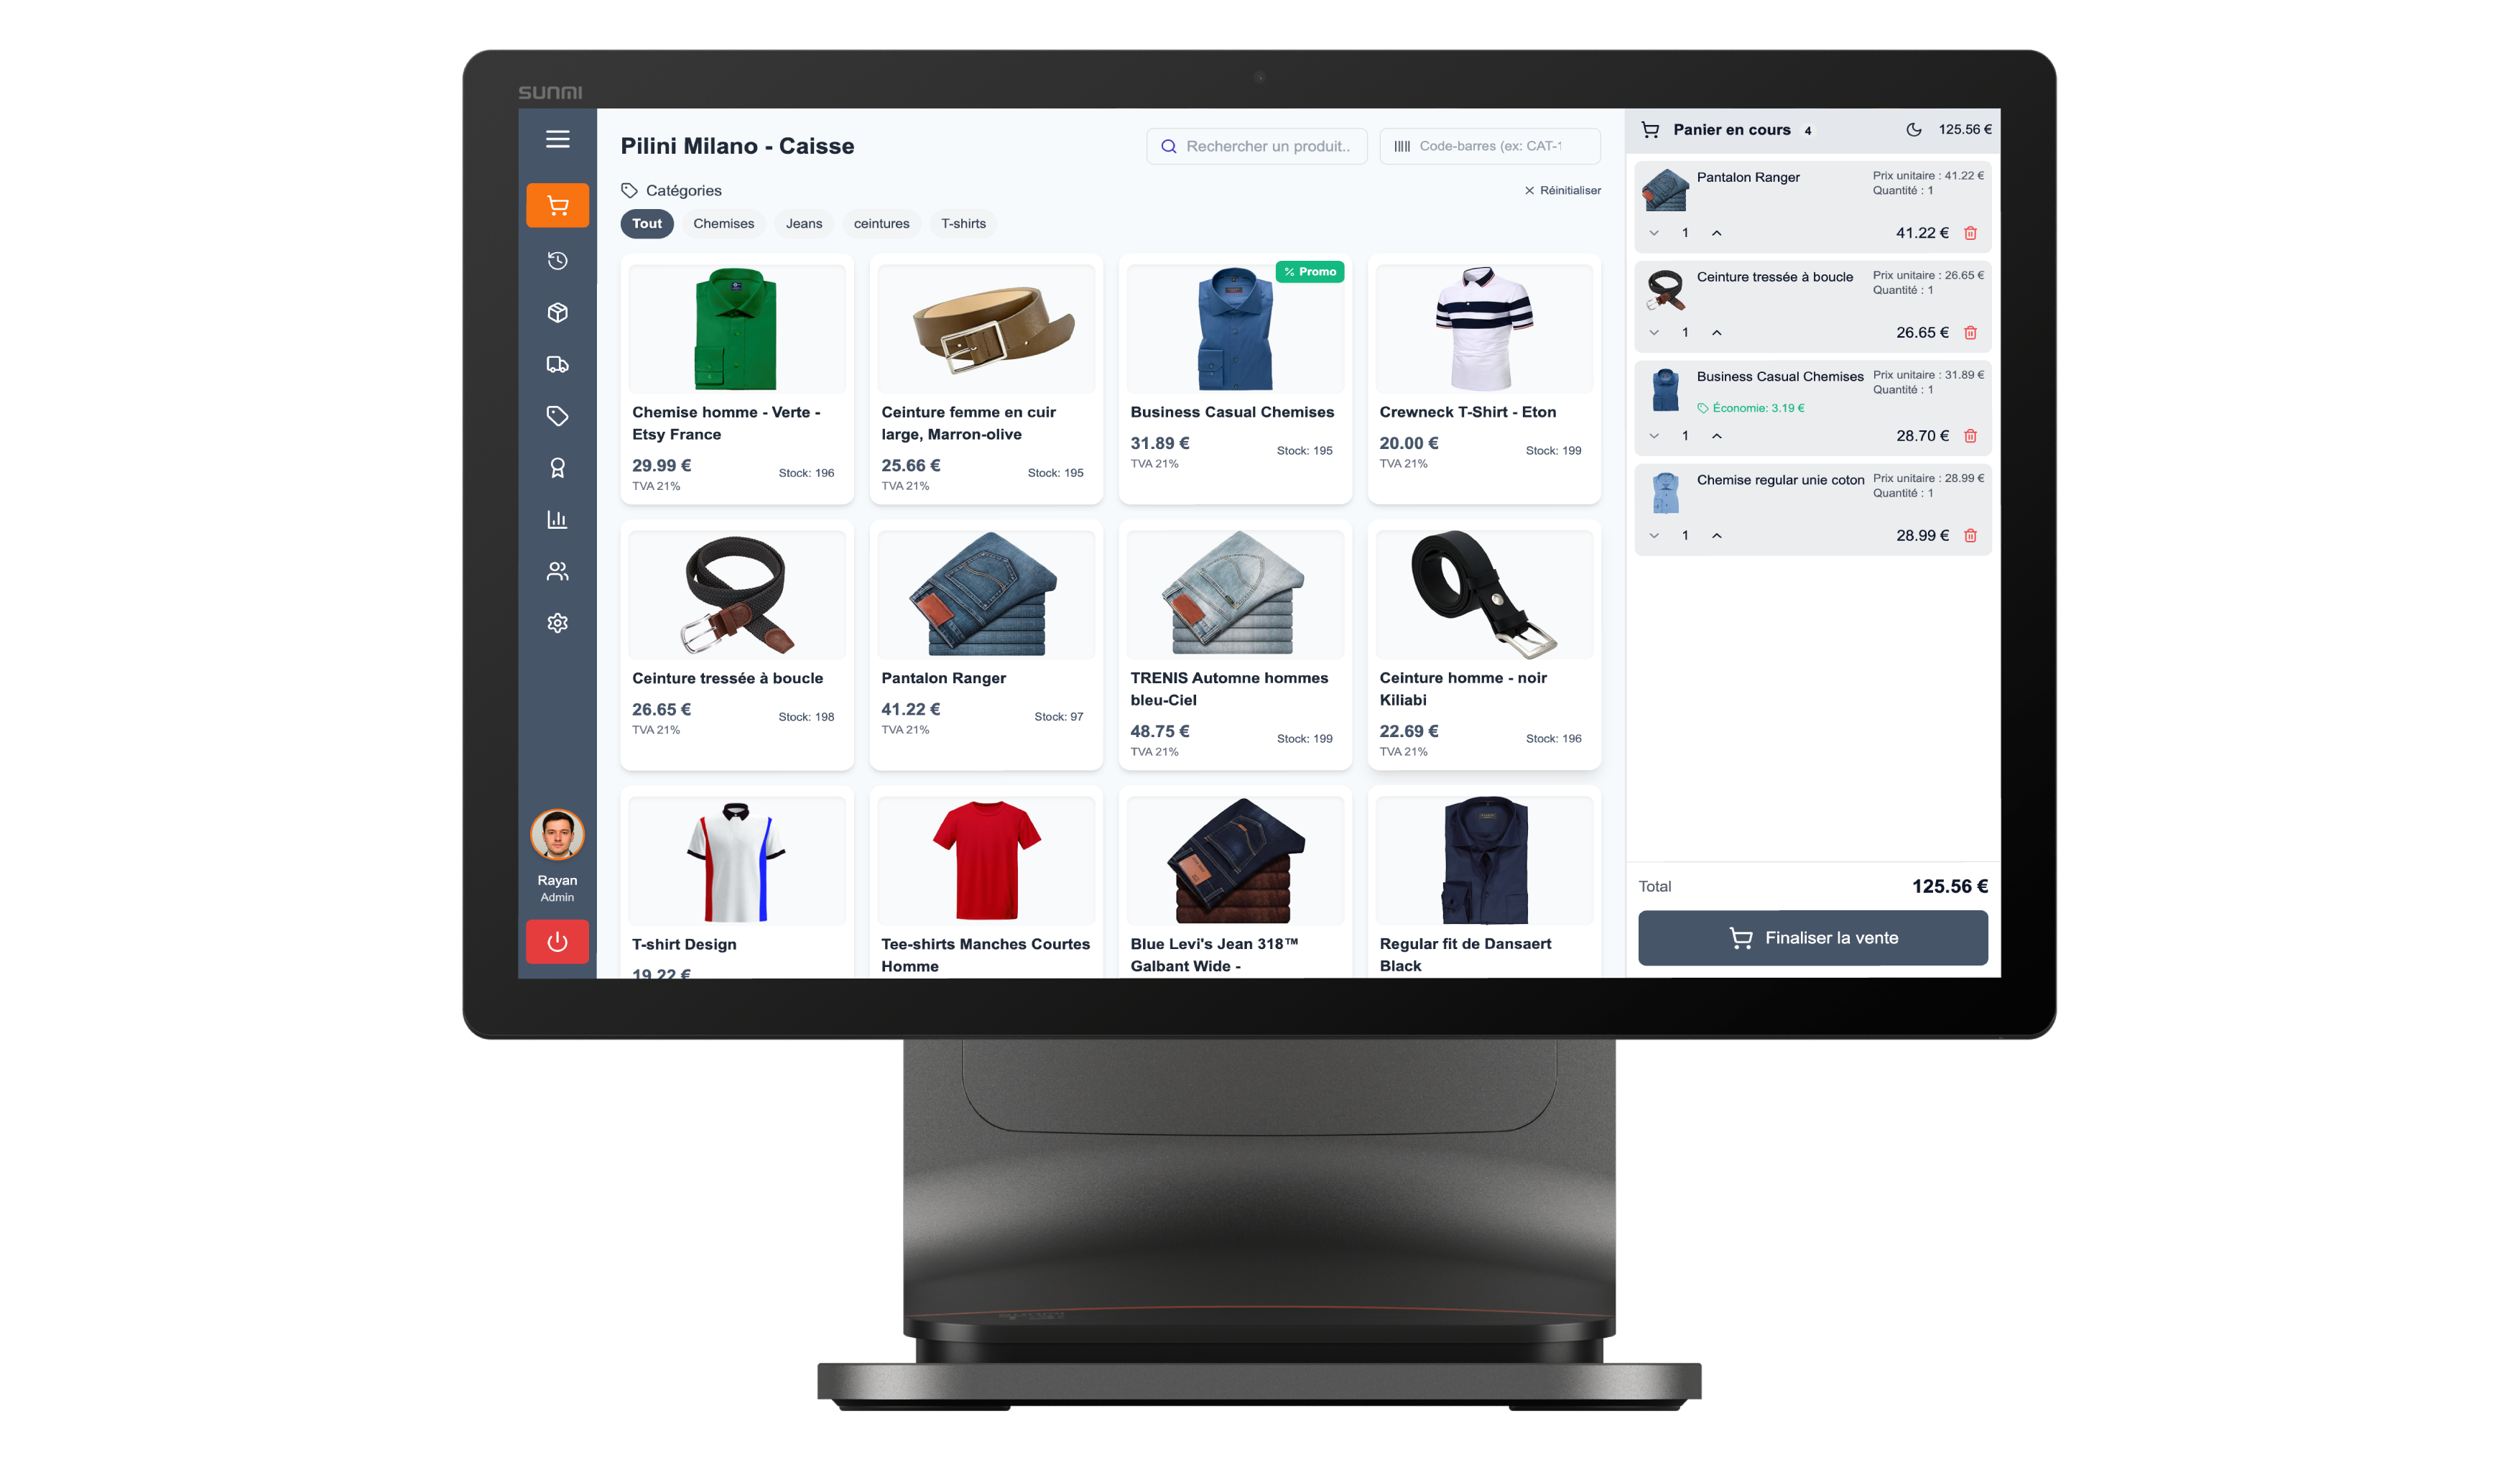 SUNMI
Pilini Milano - Caisse
Rechercher un produit..
Code-barres (ex: CAT-1
Catégories
Réinitialiser
Tout
Chemises
Jeans
ceintures
T-shirts
Chemise homme - Verte -
Etsy France
29.99 €
TVA 21%
Stock: 196
Ceinture femme en cuir
large, Marron-olive
25.66 €
TVA 21%
Stock: 195
% Promo
Business Casual Chemises
31.89 €
TVA 21%
Stock: 195
Crewneck T-Shirt - Eton
20.00 €
TVA 21%
Stock: 199
Ceinture tressée à boucle
26.65 €
TVA 21%
Stock: 198
Pantalon Ranger
41.22 €
TVA 21%
Stock: 97
TRENIS Automne hommes
bleu-Ciel
48.75 €
TVA 21%
Stock: 199
Ceinture homme - noir
Kiliabi
22.69 €
TVA 21%
Stock: 196
T-shirt Design
19.22 €
Tee-shirts Manches Courtes
Homme
Blue Levi's Jean 318™
Galbant Wide -
Regular fit de Dansaert
Black
Rayan
Admin
Panier en cours 4
125.56 €
Pantalon Ranger
Prix unitaire : 41.22 €
Quantité : 1
1
41.22 €
Ceinture tressée à boucle
Prix unitaire : 26.65 €
Quantité : 1
1
26.65 €
Business Casual Chemises
Prix unitaire : 31.89 €
Quantité : 1
Économie: 3.19 €
1
28.70 €
Chemise regular unie coton
Prix unitaire : 28.99 €
Quantité : 1
1
28.99 €
Total
125.56 €
Finaliser la vente